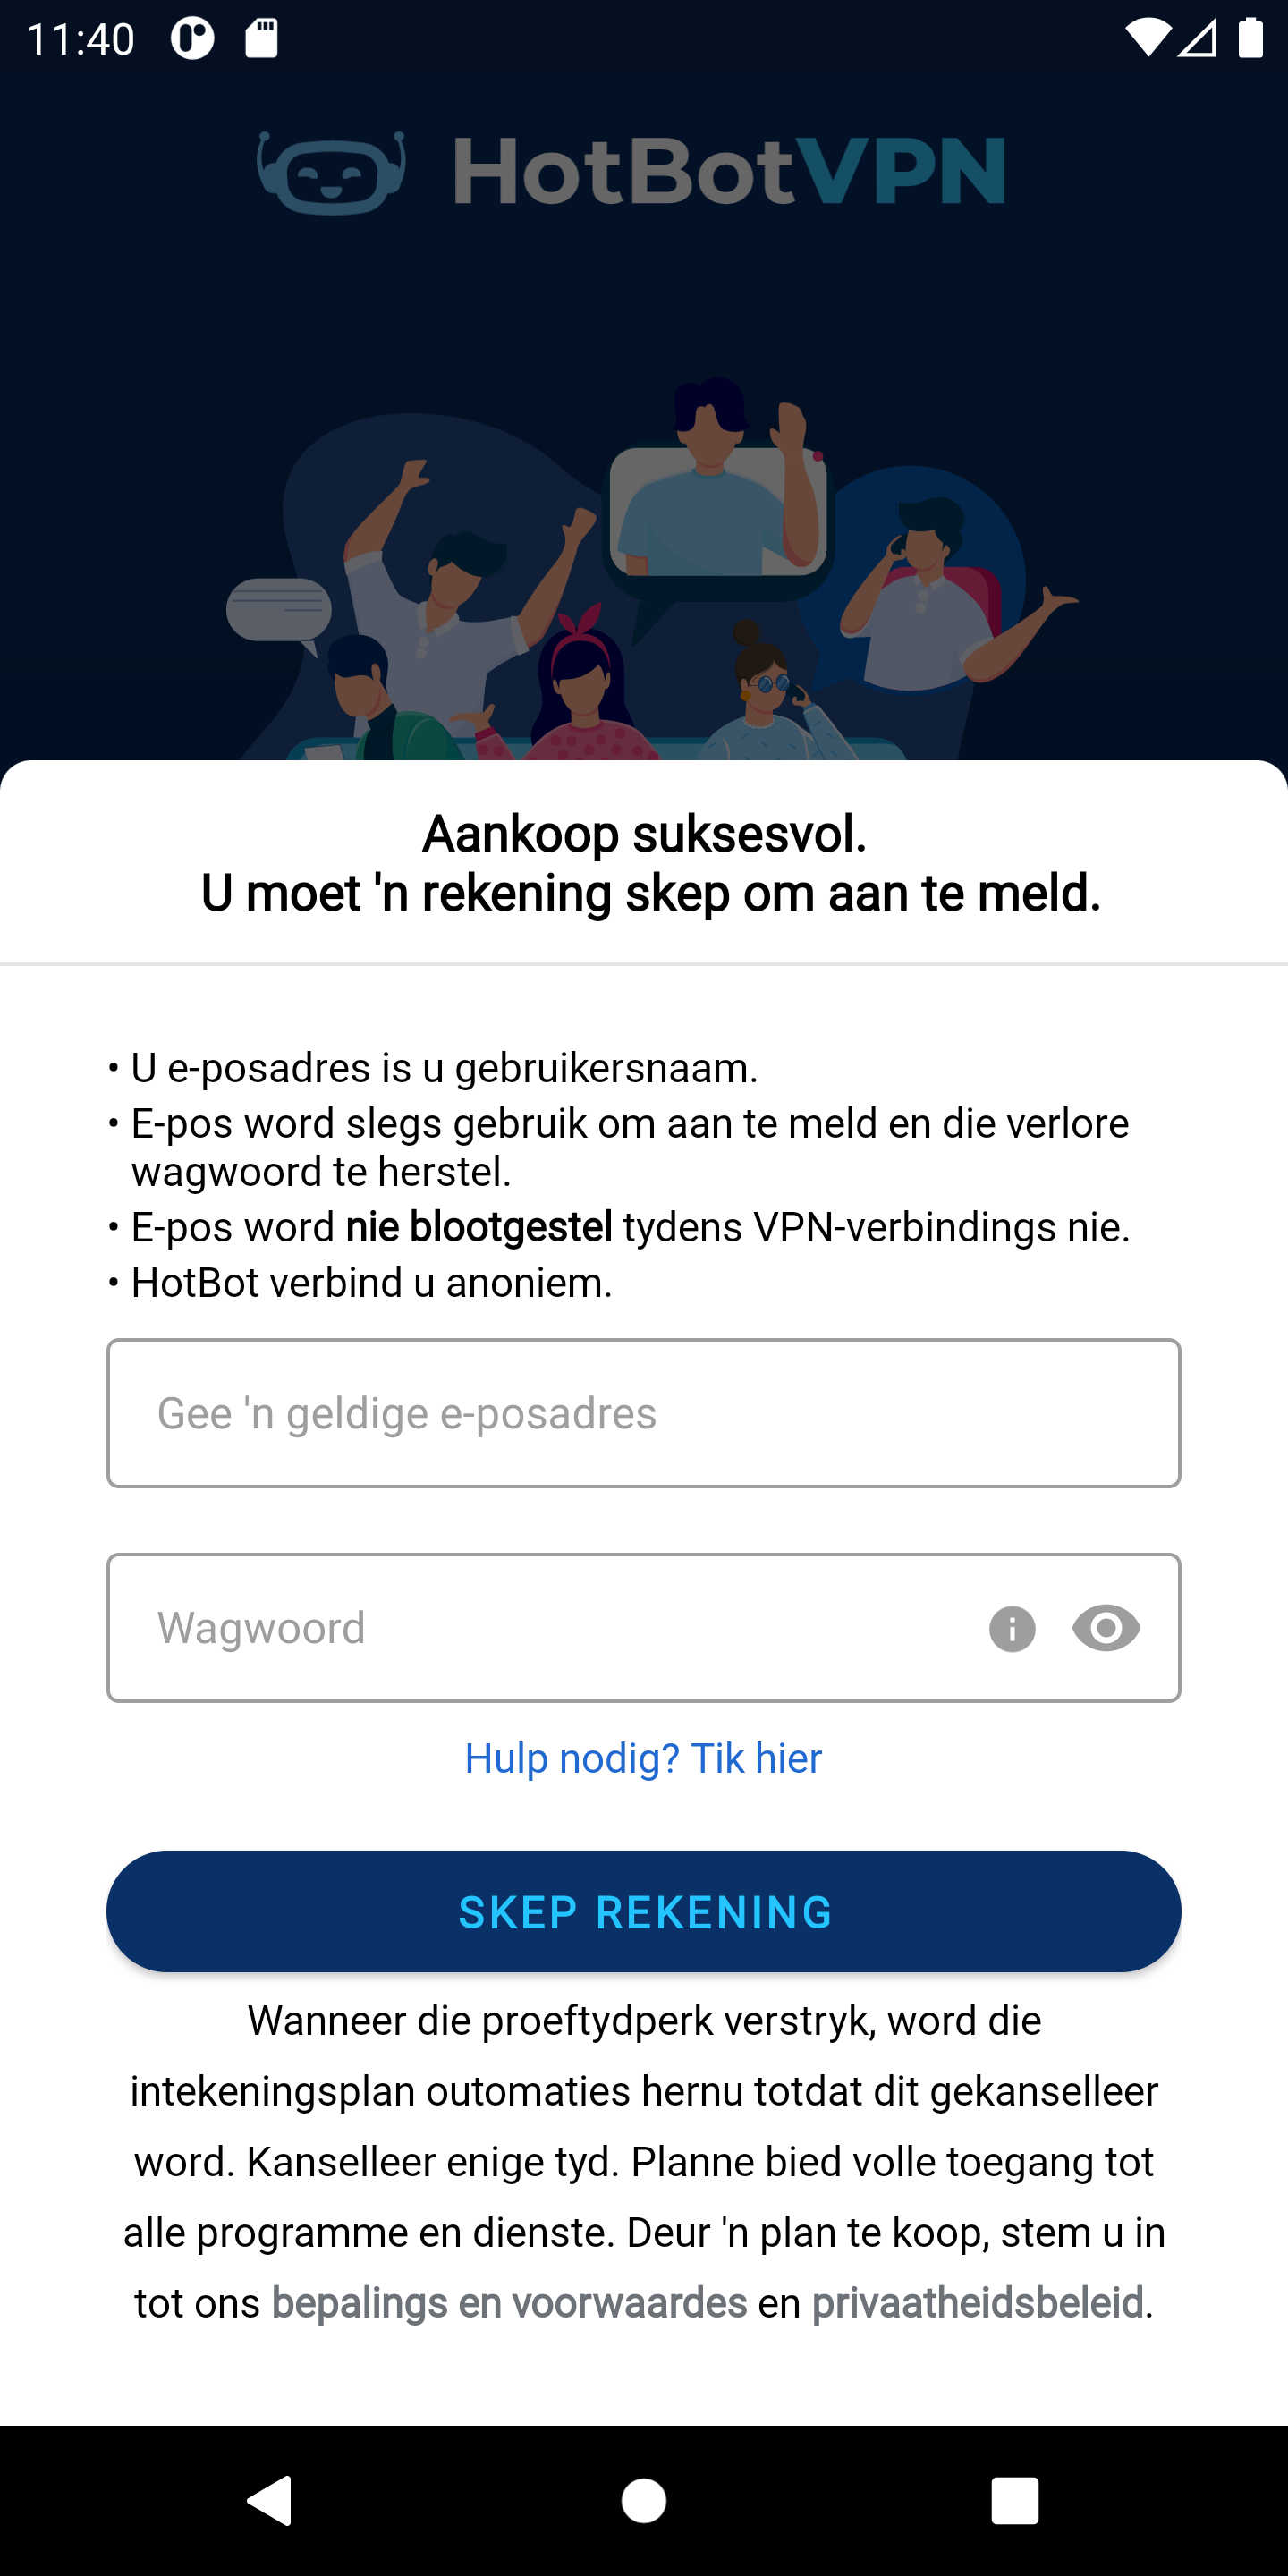 11:40
HotBotVPN
Aankoop suksesvol.
U moet 'n rekening skep om aan te meld.
• U e-posadres is u gebruikersnaam.
• E-pos word slegs gebruik om aan te meld en die verlore
wagwoord te herstel.
• E-pos word nie blootgestel tydens VPN-verbindings nie.
• HotBot verbind u anoniem.
Gee 'n geldige e-posadres
Wagwoord
Hulp nodig? Tik hier
SKEP REKENING
Wanneer die proeftydperk verstryk, word die
intekeningsplan outomaties hernu totdat dit gekanselleer
word. Kanselleer enige tyd. Planne bied volle toegang tot
alle programme en dienste. Deur 'n plan te koop, stem u in
tot ons bepalings en voorwaardes en privaatheidsbeleid.